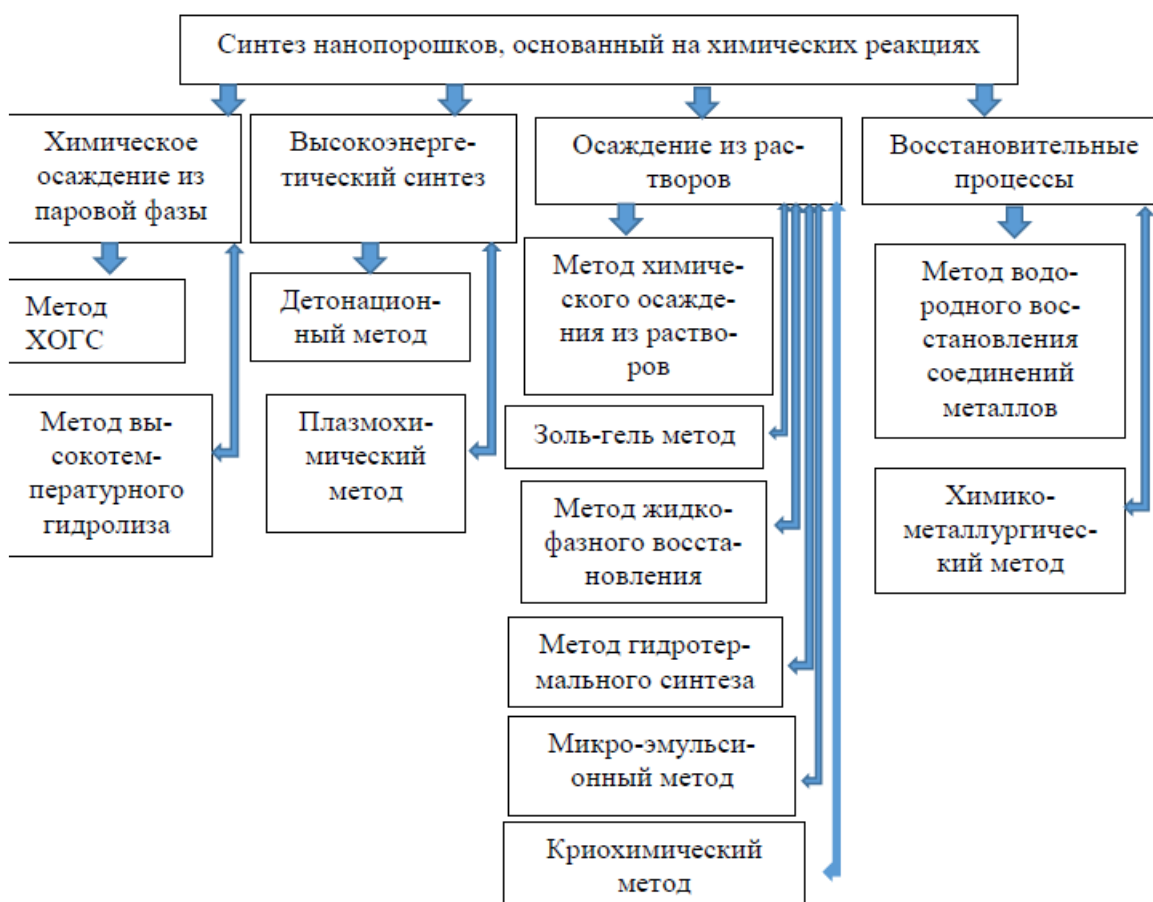 Синтез нанопорошков, основанный на химических реакциях
Химическое
осаждение из
паровой фазы
Высокоэнерге-
тический синтез
Осаждение из рас-
творов
Восстановительные
процессы
Метод
ХОГС
Детонацион-
ный метод
Метод химиче-
ского осажде-
ния из раство-
ров
Метод водо-
родного вос-
становления
соединений
металлов
Метод вы-
сокотем-
пературного
гидролиза
Плазмохи-
мический
метод
Золь-гель метод
Метод жидко-
фазного восста-
новления
Химико-
металлургичес-
кий метод
Метод гидротер-
мального синтеза
Микро-эмульси-
онный метод
Криохимический
метод